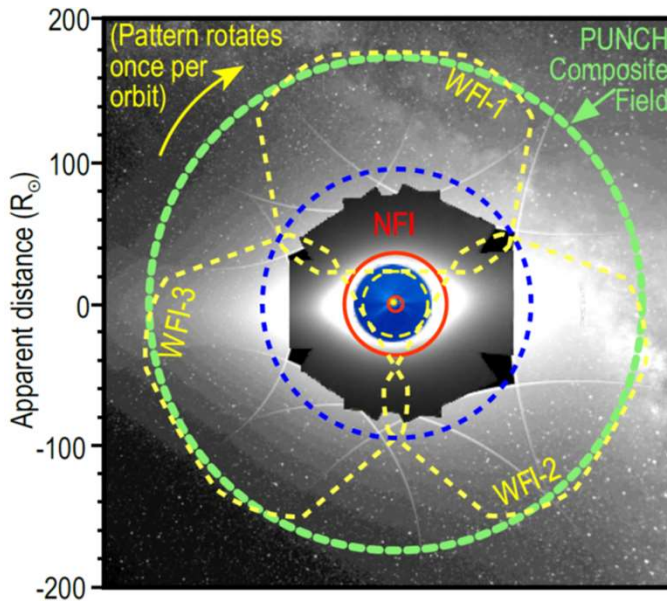 200
100
0
-100
-200
Apparent distance (R☉)
(Pattern rotates
once per
orbit)
PUNCH
Composite
Field
WFI-1
NFI
WFI-3
WFI-2